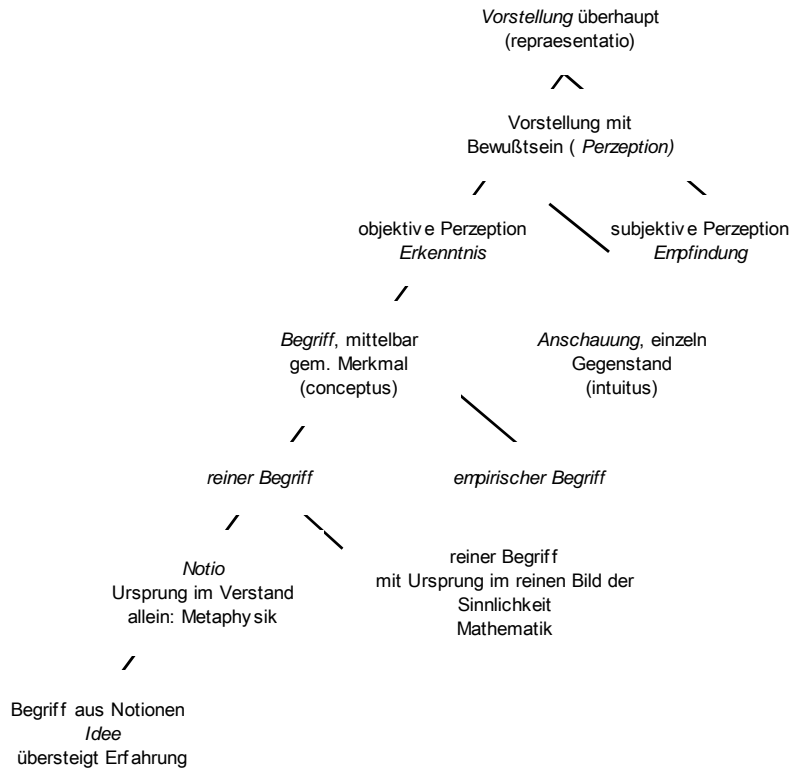 Vorstellung überhaupt
(repraesentatio)
Vorstellung mit
Bewußtsein ( Perzeption)
objektive Perzeption
Erkenntnis
subjektive Perzeption
Empfindung
Begriff, mittelbar
gem. Merkmal
(conceptus)
Anschauung, einzeln
Gegenstand
(intuitus)
reiner Begriff
empirischer Begriff
Notio
Ursprung im Verstand
allein: Metaphysik
reiner Begriff
mit Ursprung im reinen Bild der
Sinnlichkeit
Mathematik
Begriff aus Notionen
Idee
übersteigt Erfahrung